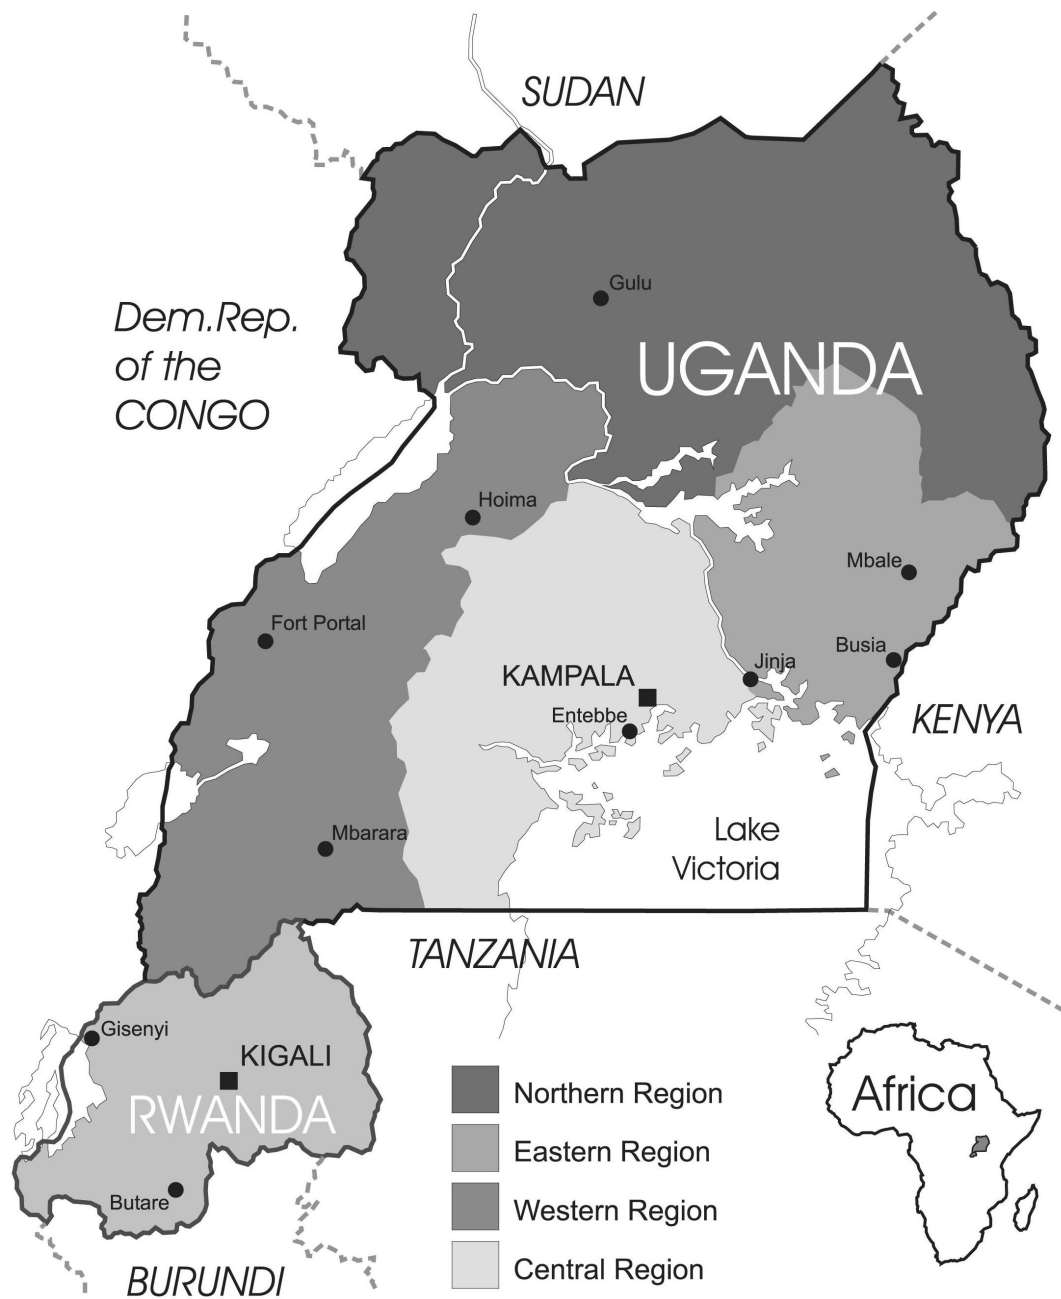 SUDAN
Gulu
Dem.Rep.
of the
CONGO
UGANDA
Hoima
Mbale
Fort Portal
Busia
Jinja
KAMPALA
Entebbe
KENYA
Mbarara
Lake
Victoria
TANZANIA
Gisenyi
KIGALI
RWANDA
Butare
BURUNDI
Northern Region
Eastern Region
Western Region
Central Region
Africa